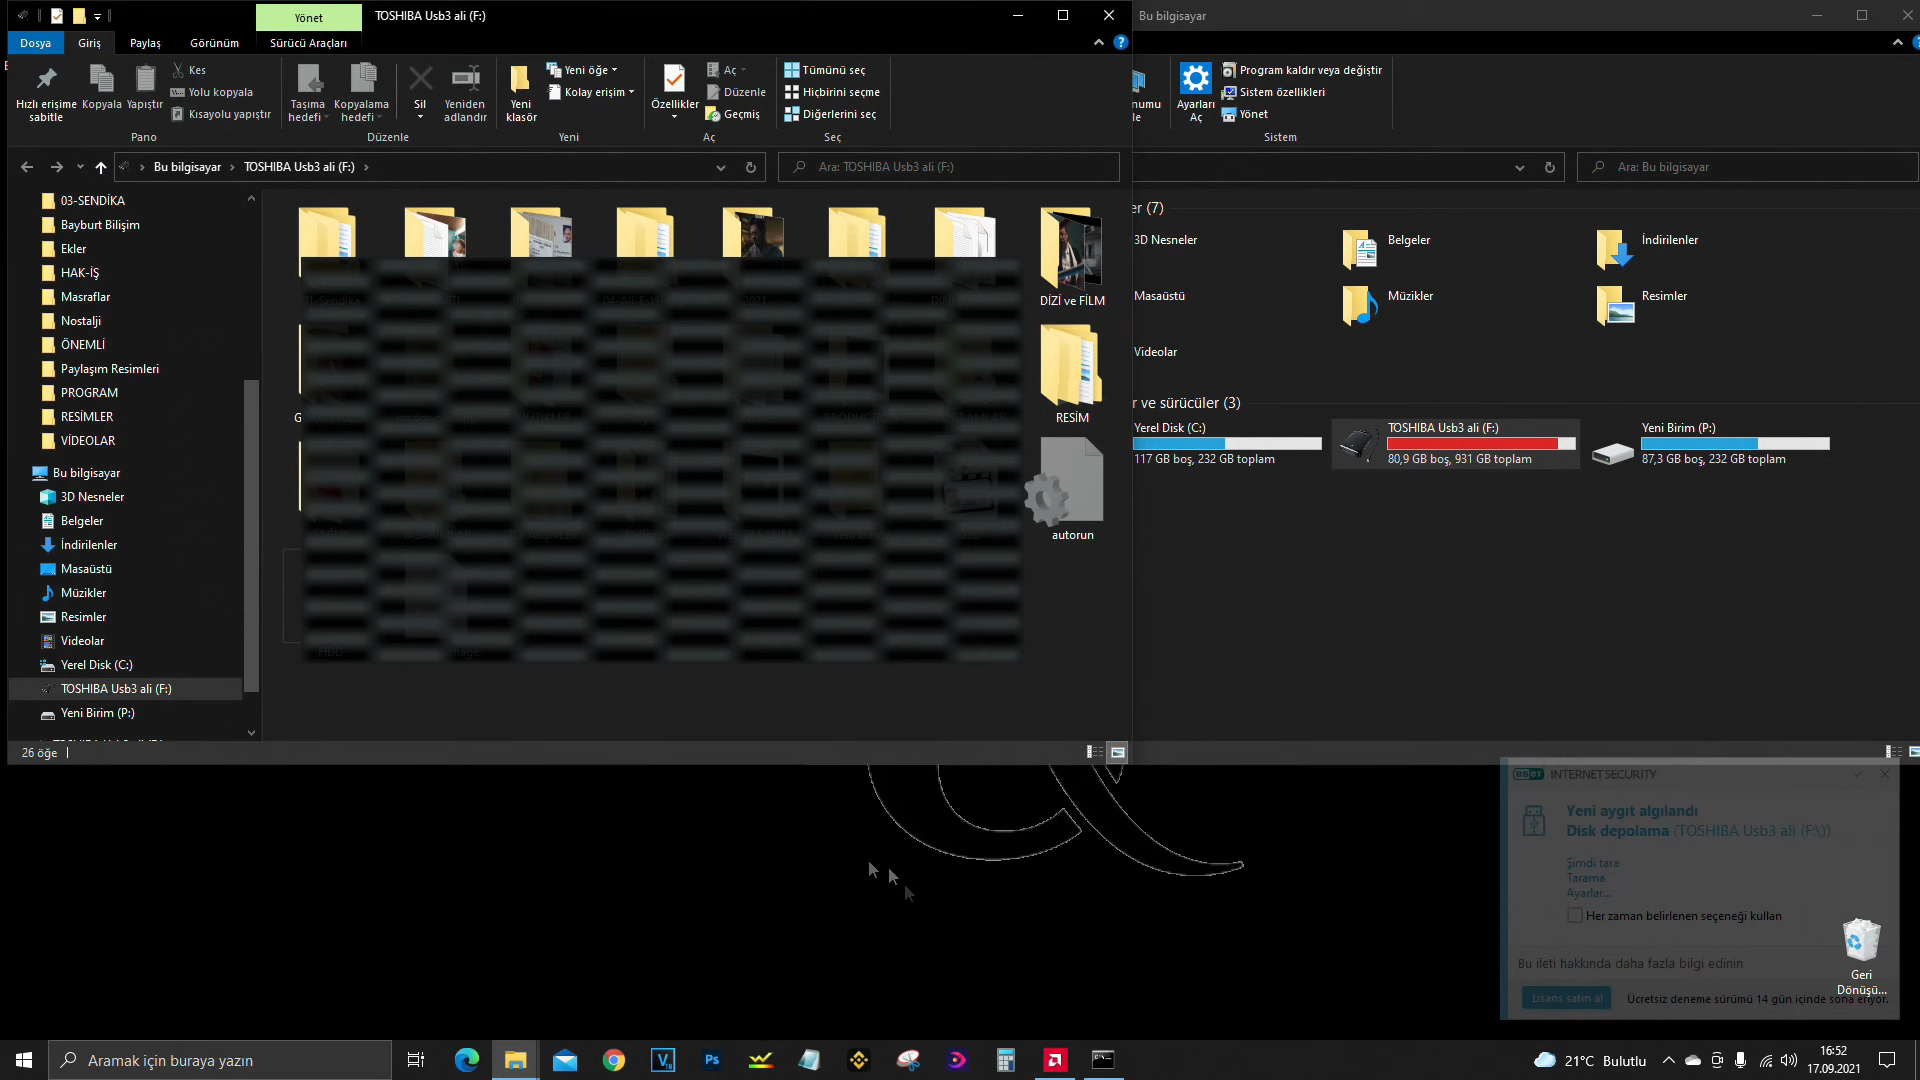 Yönet
TOSHIBA Usb3 ali (F:)
Bu bilgisayar
Dosya
Giriş
Paylaş
Görünüm
Sürücü Araçları
Hızlı erişime sabitle
Kopyala
Yapıştır
Kes
Yolu kopyala
Kısayolu yapıştır
Pano
Taşıma hedefi
Kopyalama hedefi
Sil
Yeniden adlandır
Düzenle
Yeni klasör
Yeni öğe
Kolay erişim
Yeni
Özellikler
Aç
Düzenle
Geçmiş
Aç
Tümünü seç
Hiçbirini seçme
Diğerlerini seç
Seç
Ayarları Aç
Program kaldır veya değiştir
Sistem özellikleri
Yönet
Sistem
Bu bilgisayar
TOSHIBA Usb3 ali (F:)
Ara: TOSHIBA Usb3 ali (F:)
Ara: Bu bilgisayar
03-SENDİKA
Bayburt Bilişim
Ekler
HAK-İŞ
Masraflar
Nostalji
ÖNEMLİ
Paylaşım Resimleri
PROGRAM
RESİMLER
VİDEOLAR
Bu bilgisayar
3D Nesneler
Belgeler
İndirilenler
Masaüstü
Müzikler
Resimler
Videolar
Yerel Disk (C:)
TOSHIBA Usb3 ali (F:)
Yeni Birim (P:)
26 öğe
DİZİ ve FİLM
RESİM
autorun
er (7)
3D Nesneler
Belgeler
İndirilenler
Masaüstü
Müzikler
Resimler
Videolar
r ve sürücüler (3)
Yerel Disk (C:)
117 GB boş, 232 GB toplam
TOSHIBA Usb3 ali (F:)
80,9 GB boş, 931 GB toplam
Yeni Birim (P:)
87,3 GB boş, 232 GB toplam
eseT INTERNET SECURITY
Yeni aygıt algılandı
Disk depolama (TOSHIBA Usb3 ali (F:\))
Şimdi tara
Tarama
Ayarlar...
Her zaman belirlenen seçeneği kullan
Bu ileti hakkında daha fazla bilgi edinin
Lisans satın al
Ücretsiz deneme sürümü 14 gün içinde sona eriyor.
Geri
Dönüşü...
Aramak için buraya yazın
21°C Bulutlu
16:52
17.09.2021